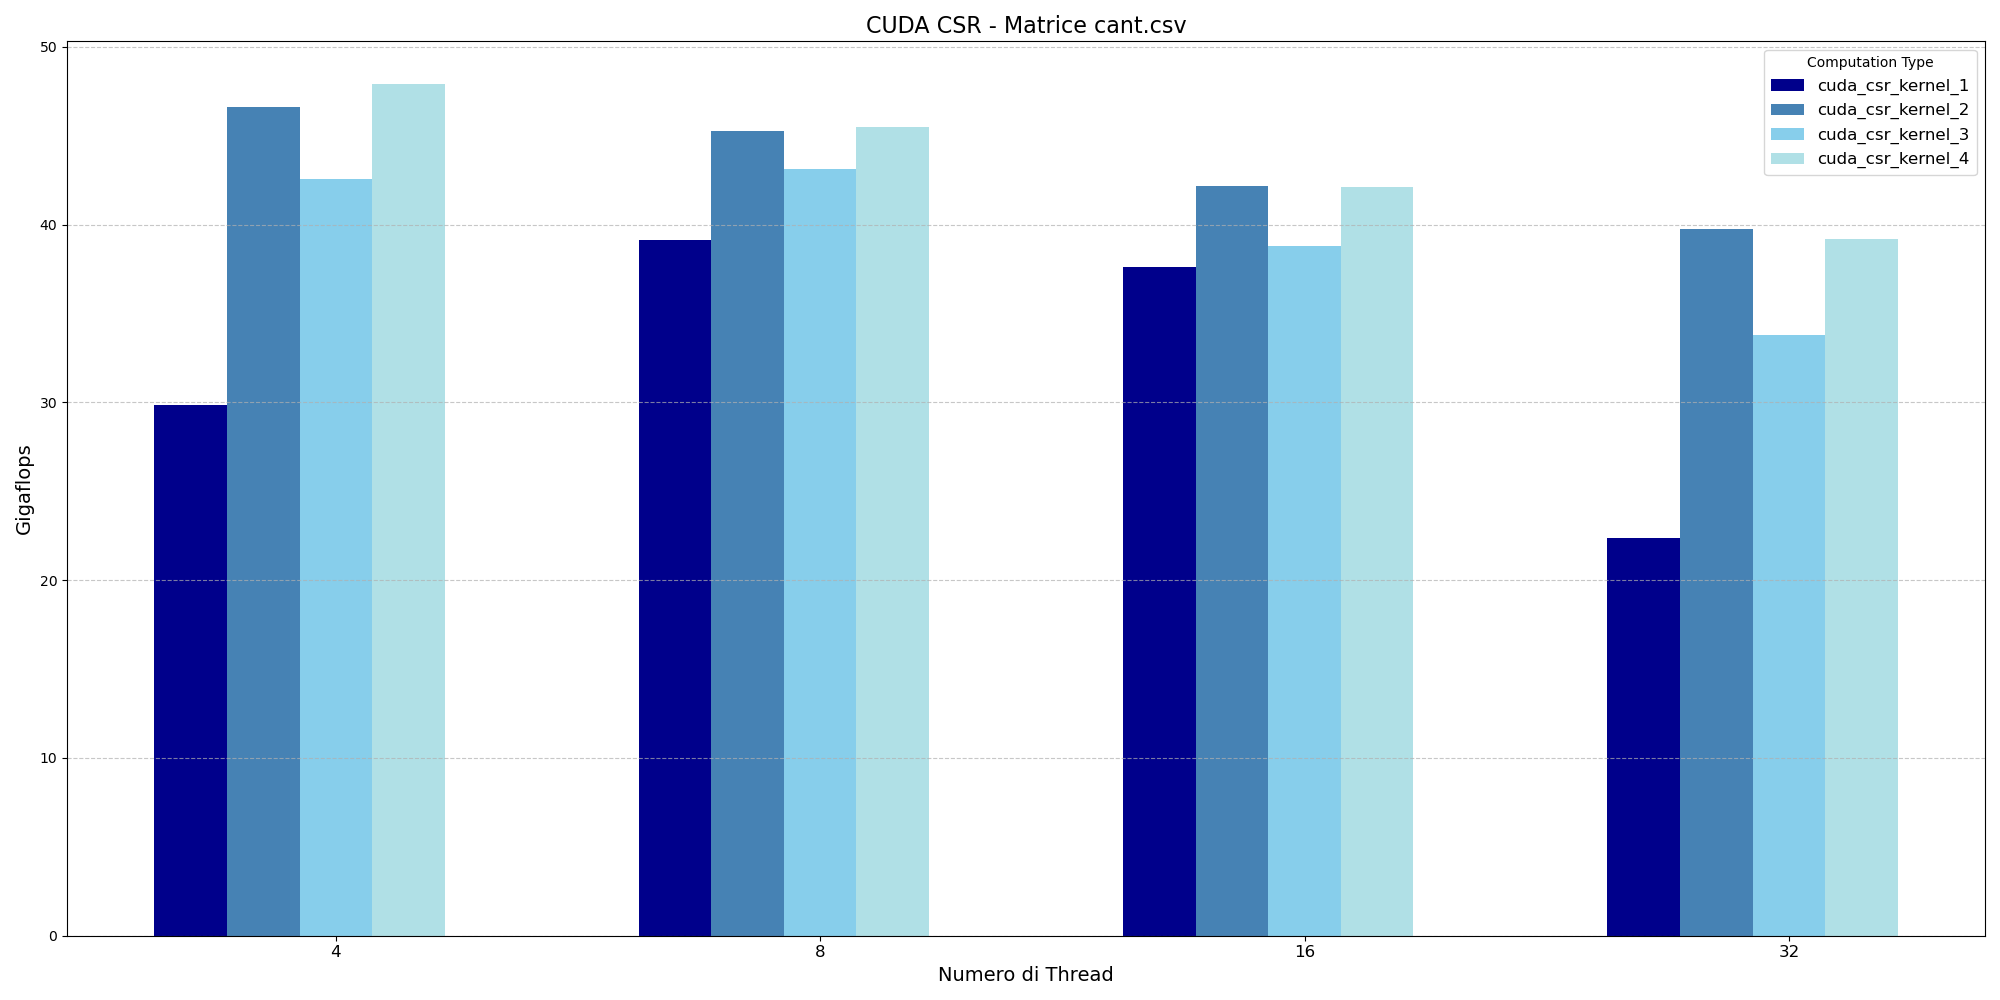 CUDA CSR - Matrice cant.csv
Computation Type
cuda_csr_kernel_1
cuda_csr_kernel_2
cuda_csr_kernel_3
cuda_csr_kernel_4
Gigaflops
50
40
30
20
10
0
4 8 16 32
Numero di Thread